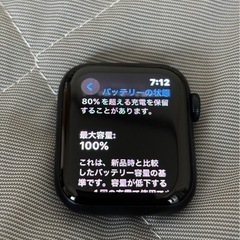 7:12
バッテリーの状態
80%を超える充電を保留
することがあります。
最大容量:
100%
これは、新品時と比較
したバッテリー容量の基
準です。容量が低下する